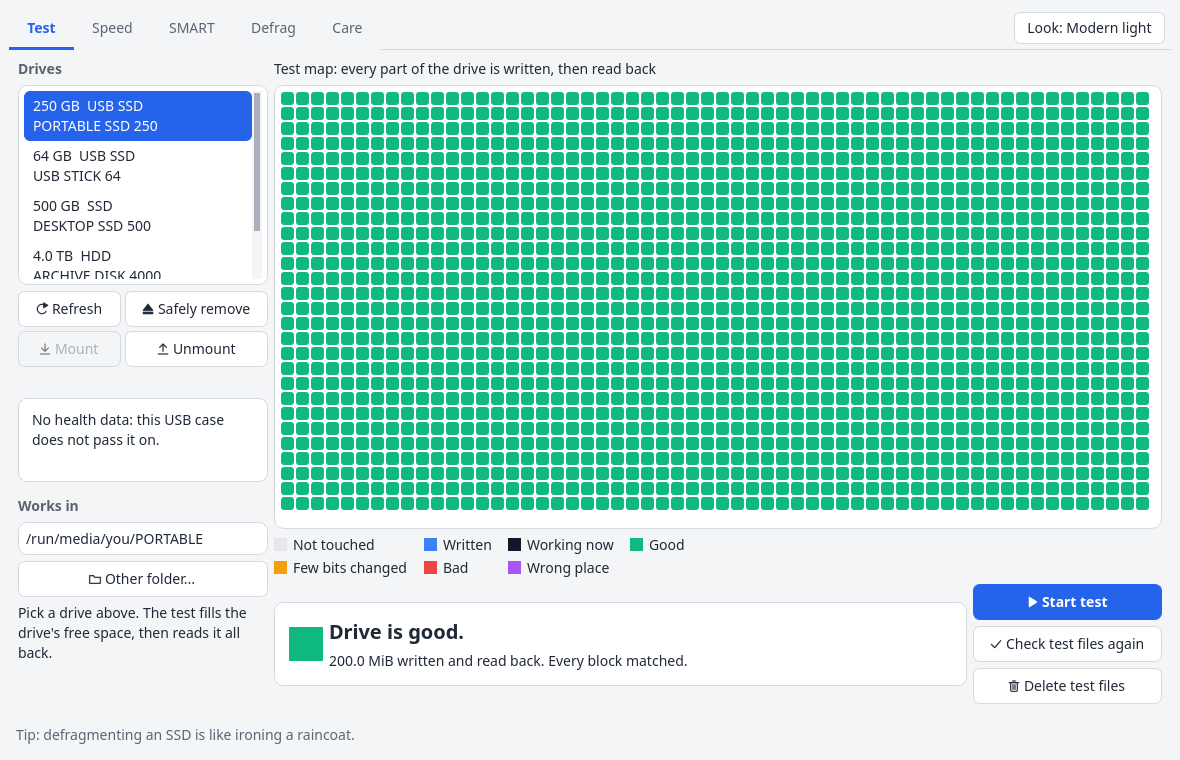 Test
Speed
SMART
Defrag
Care
Look: Modern light
Drives
250 GB  USB SSD
PORTABLE SSD 250
64 GB  USB SSD
USB STICK 64
500 GB  SSD
DESKTOP SSD 500
4.0 TB  HDD
ARCHIVE DISK 4000
Refresh
Safely remove
Mount
Unmount
No health data: this USB case
does not pass it on.
Works in
/run/media/you/PORTABLE
Other folder...
Pick a drive above. The test fills the
drive's free space, then reads it all
back.
Test map: every part of the drive is written, then read back
Not touched
Written
Working now
Good
Few bits changed
Bad
Wrong place
Drive is good.
200.0 MiB written and read back. Every block matched.
Start test
Check test files again
Delete test files
Tip: defragmenting an SSD is like ironing a raincoat.